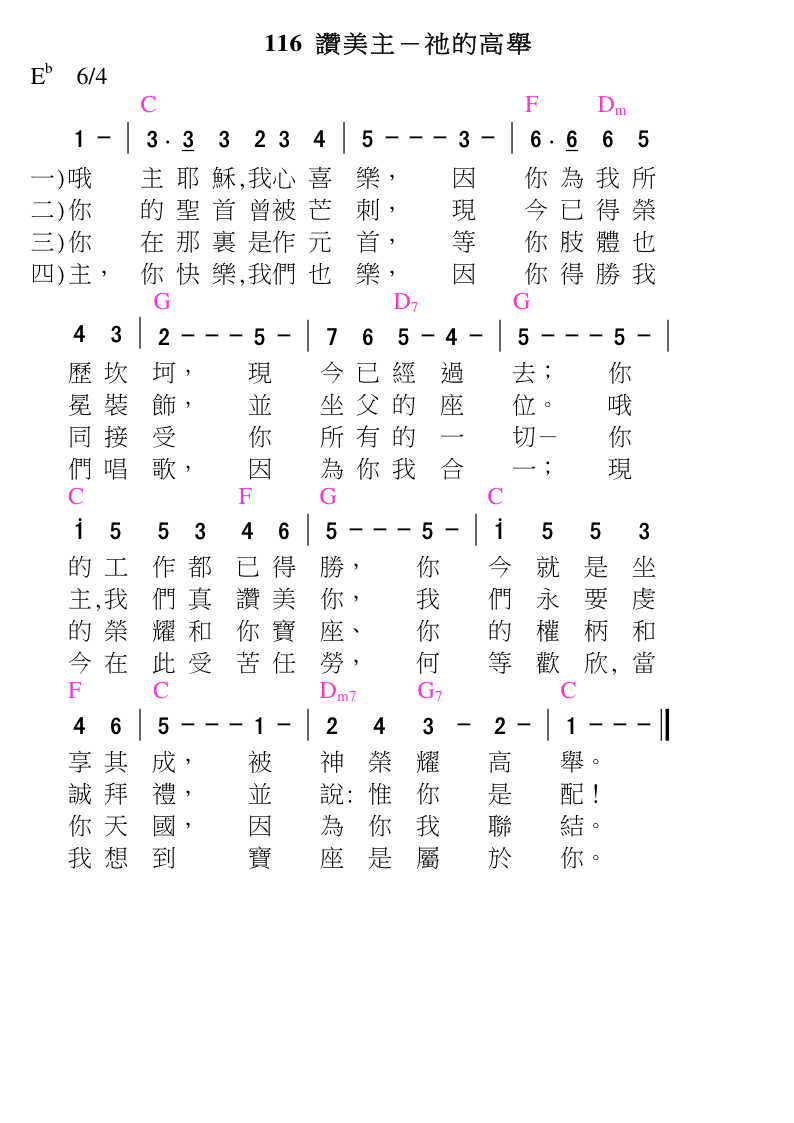 116 讚美主－祂的高舉
E♭ 6/4
C F Dm
1 － | 3 · 3 3 2 3 4 | 5 － － － 3 － | 6 · 6 6 5
一)哦 主耶穌,我心喜樂， 因 你為我所
二)你 的聖首曾被芒刺， 現 今已得榮
三)你 在那裏是作元首， 等 你肢體也
四)主， 你快樂,我們也樂， 因 你得勝我
G D7 G
4 3 | 2 － － － 5 － | 7 6 5 － 4 － | 5 － － － 5 － |
歷坎坷， 現 今已經過去； 你
冕裝飾， 並 坐父的座位。 哦
同接受 你 所有的一切－ 你
們唱歌， 因 為你我合一； 現
C F G C
1̇ 5 5 3 4 6 | 5 － － － 5 － | 1̇ 5 5 3
的工作都已得勝， 你 今就是坐
主,我們真讚美你， 我 們永要虔
的榮耀和你寶座、 你 的權柄和
今在此受苦任勞， 何 等歡欣,當
F C Dm7 G7 C
4 6 | 5 － － － 1 － | 2 4 3 － 2 － | 1 － － － ‖
享其成， 被 神榮耀高舉。
誠拜禮， 並 說:惟你是配！
你天國， 因 為你我聯結。
我想到 寶 座是屬於你。